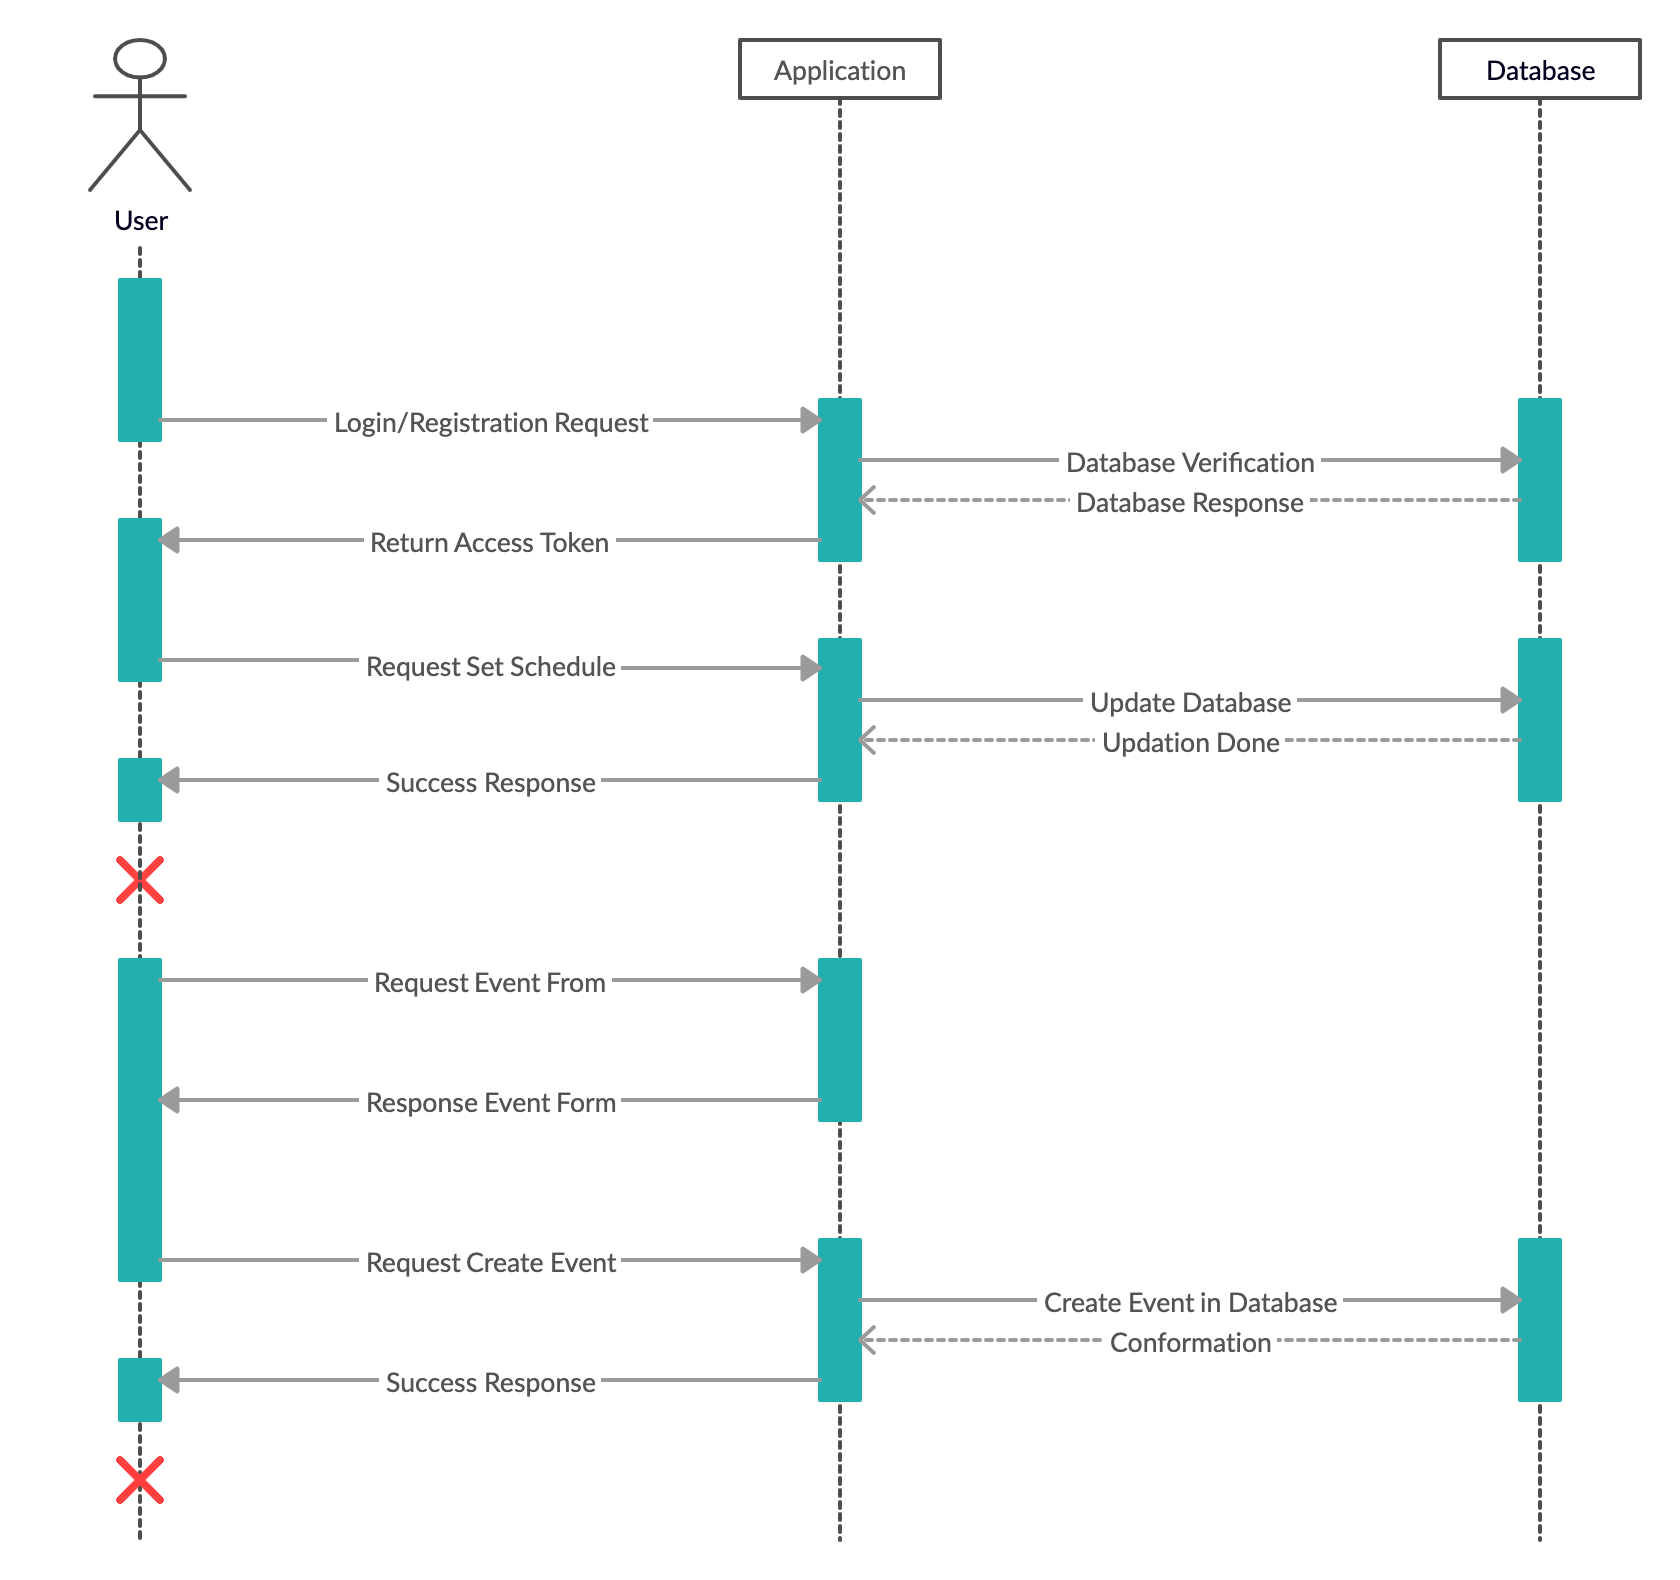 Application
Database
User
Login/Registration Request
Database Verification
Database Response
Return Access Token
Request Set Schedule
Update Database
Updation Done
Success Response
Request Event From
Response Event Form
Request Create Event
Create Event in Database
Conformation
Success Response